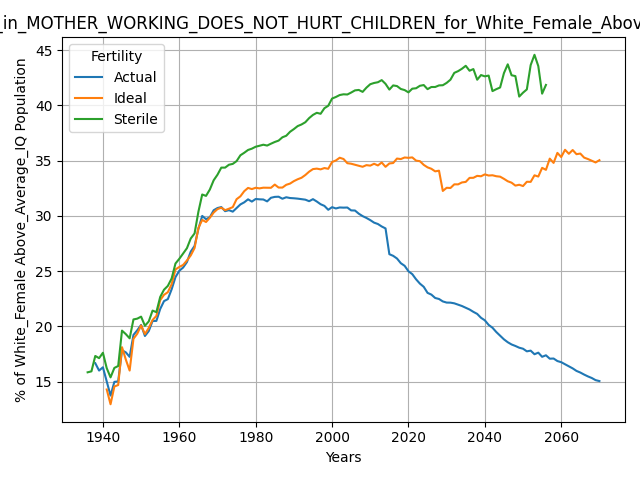 _in_MOTHER_WORKING_DOES_NOT_HURT_CHILDREN_for_White_Female_Abov
% of White_Female Above_Average_IQ Population
Fertility
Actual
Ideal
Sterile
45
40
35
30
25
20
15
1940
1960
1980
2000
2020
2040
2060
Years